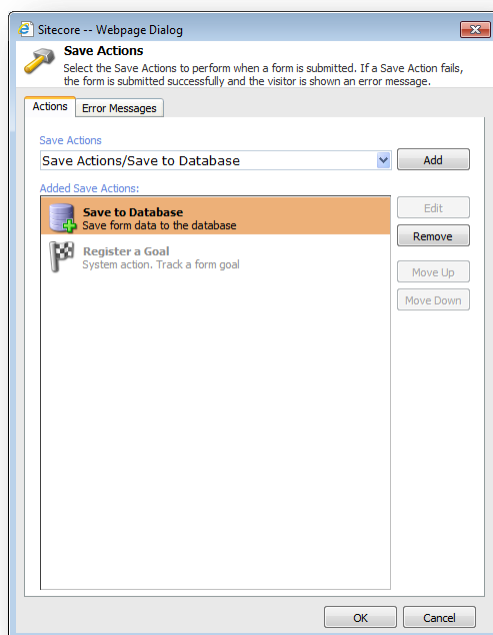 Sitecore -- Webpage Dialog
Save Actions
Select the Save Actions to perform when a form is submitted. If a Save Action fails,
the form is submitted successfully and the visitor is shown an error message.
Actions
Error Messages
Save Actions
Save Actions/Save to Database
Add
Added Save Actions:
Save to Database
Save form data to the database
Edit
Remove
Register a Goal
System action. Track a form goal
Move Up
Move Down
OK
Cancel